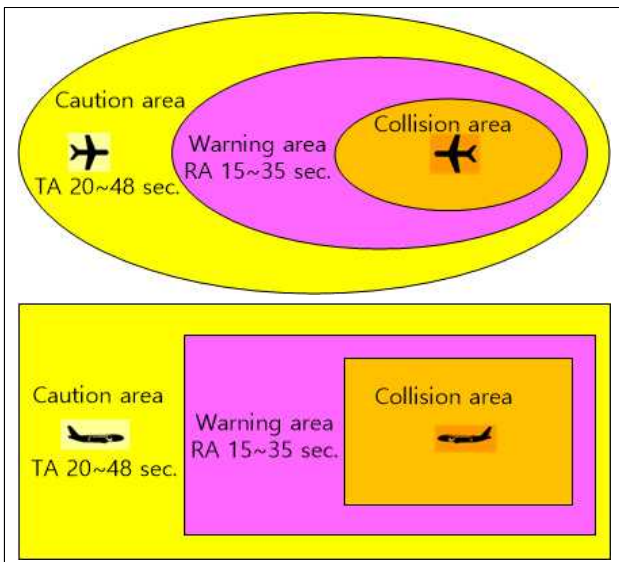 Caution area
TA 20~48 sec.
Warning area
RA 15~35 sec.
Collision area
Caution area
TA 20~48 sec.
Warning area
RA 15~35 sec.
Collision area